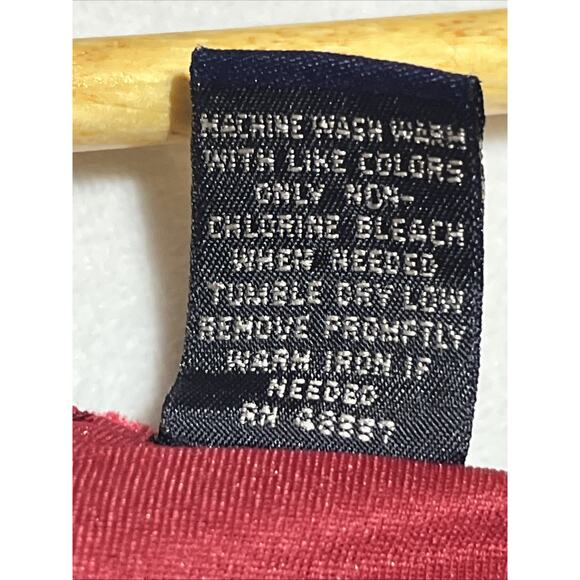 MACHINE WASH WARM
WITH LIKE COLORS
ONLY NON-
CHLORINE BLEACH
WHEN NEEDED
TUMBLE DRY LOW
REMOVE PROMPTLY
WARM IRON IF
NEEDED
RN